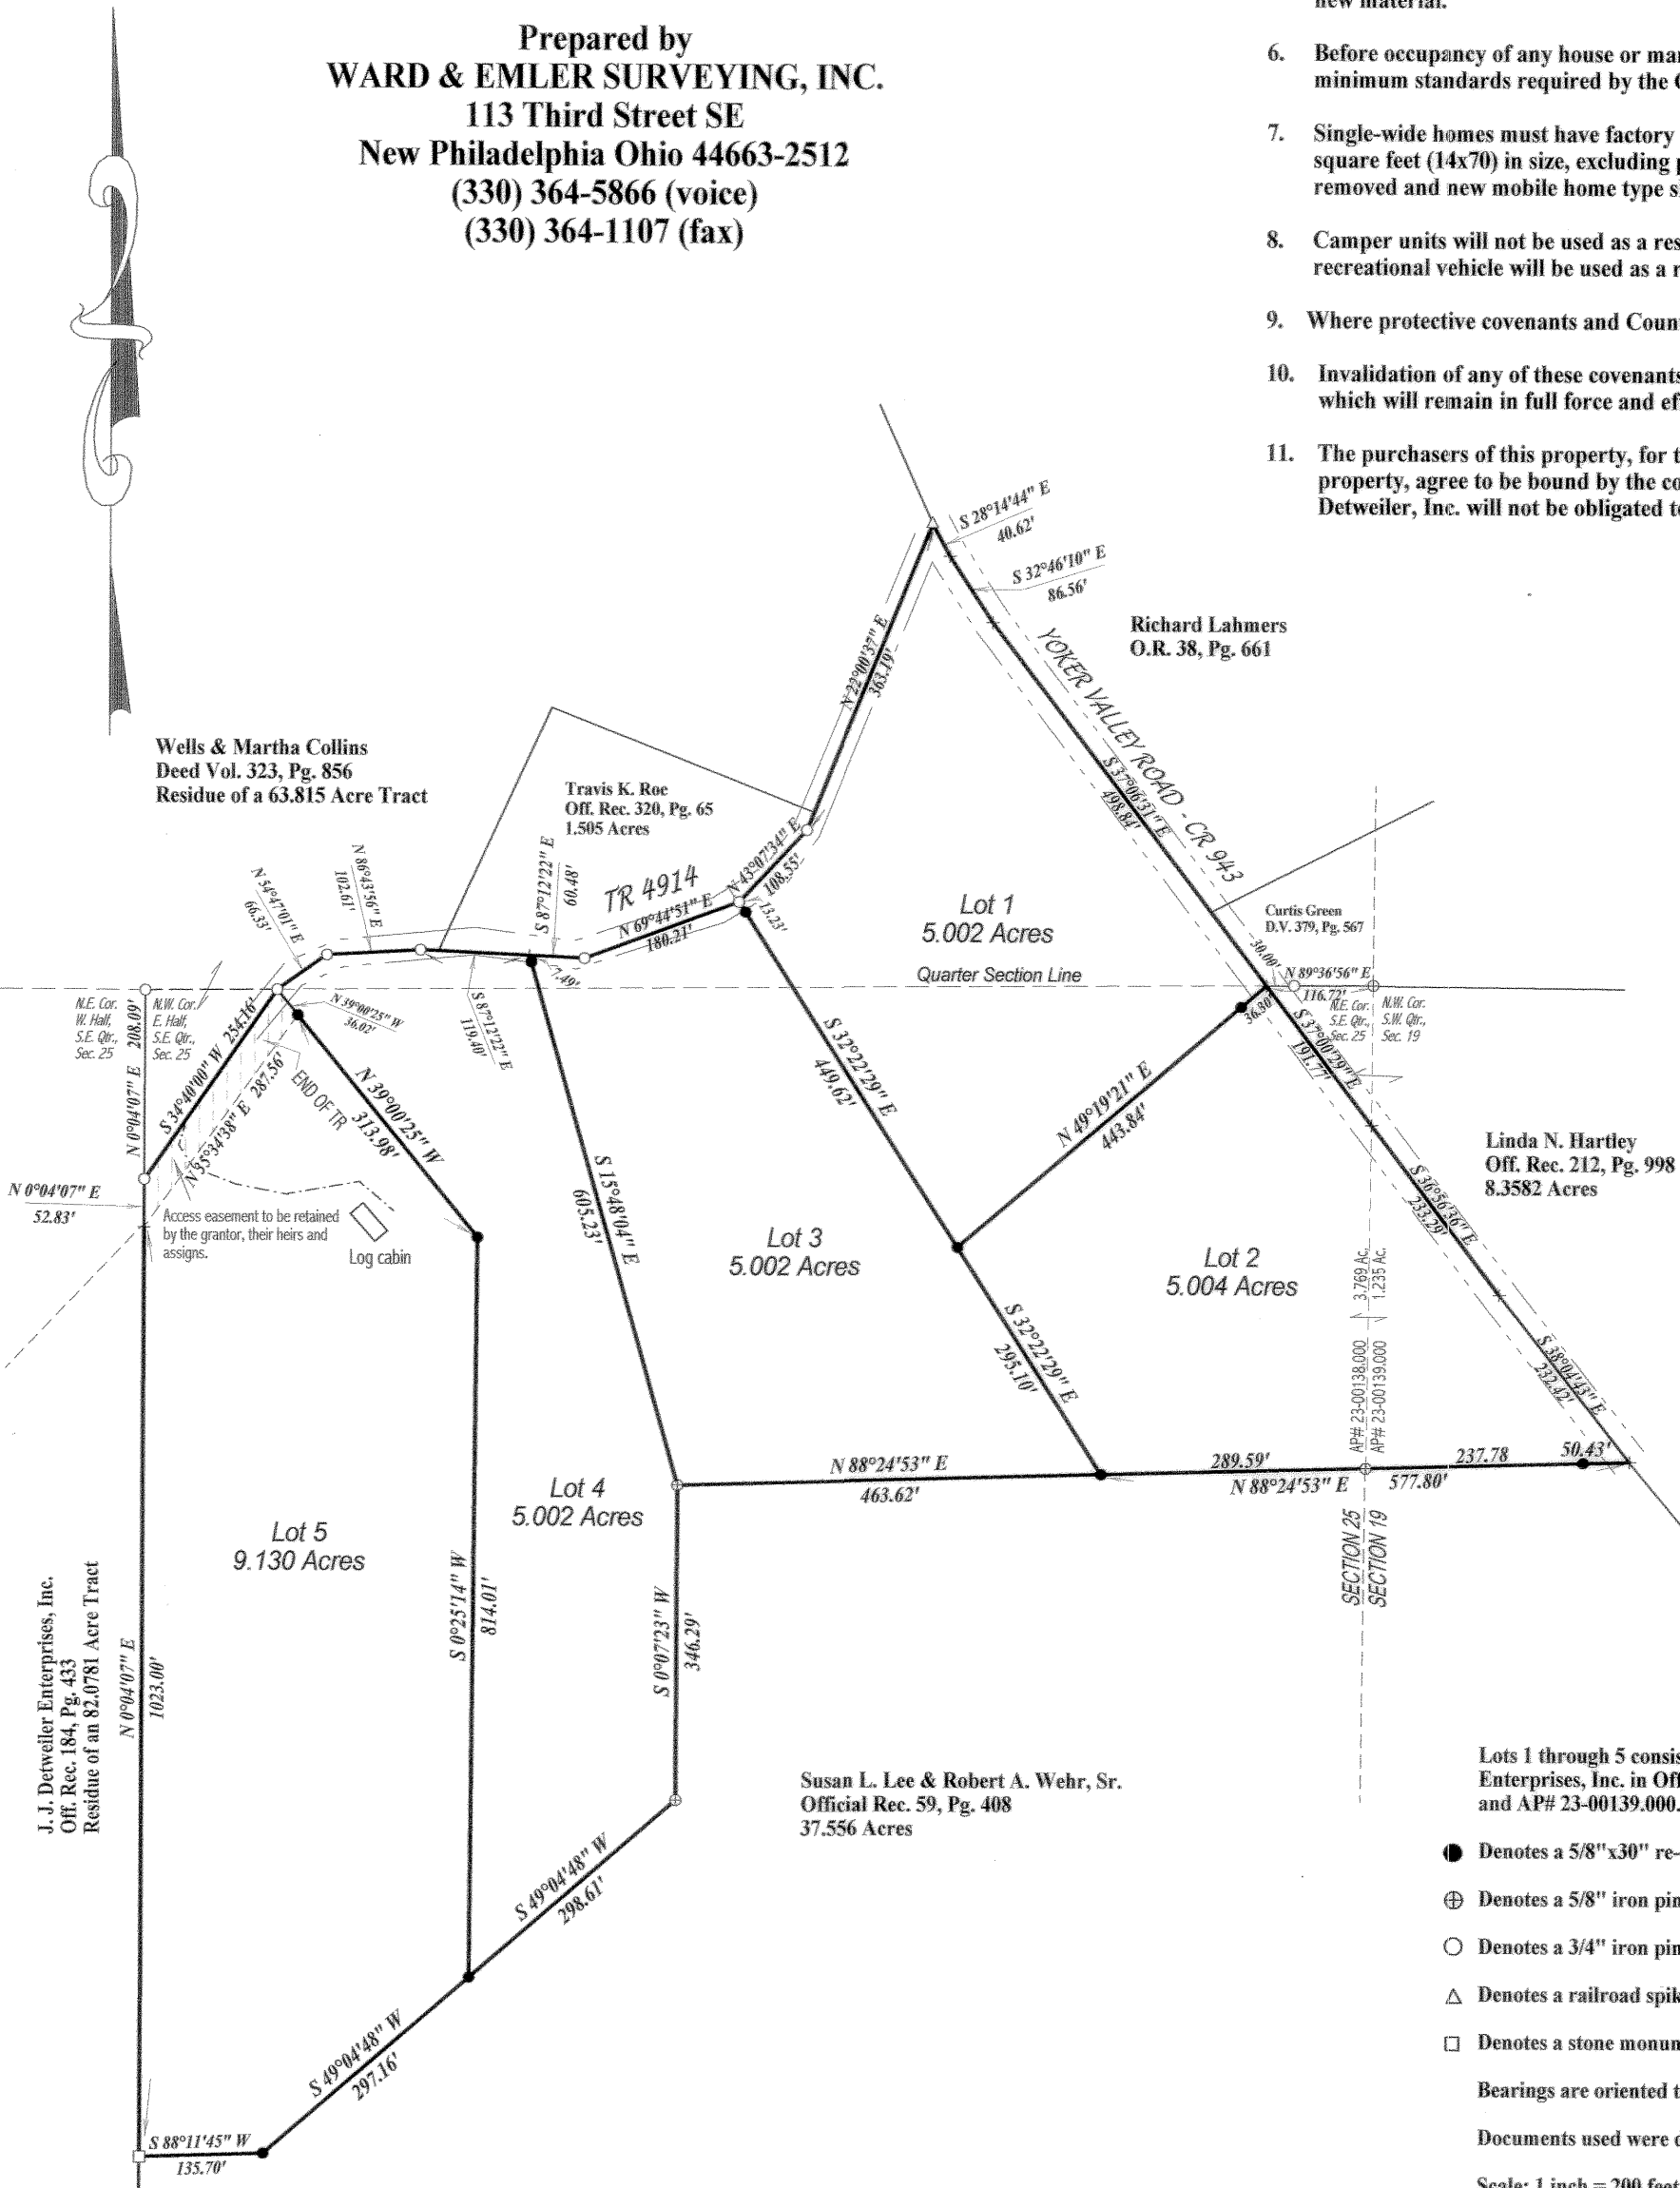 Prepared by
WARD & EMLER SURVEYING, INC.
113 Third Street SE
New Philadelphia Ohio 44663-2512
(330) 364-5866 (voice)
(330) 364-1107 (fax)
new material.
6. Before occupancy of any house or
minimum standards required by the
7. Single-wide homes must have factory
square feet (14x70) in size, excluding
removed and new mobile home type
8. Camper units will not be used as a
recreational vehicle will be used as a
9. Where protective covenants and
10. Invalidation of any of these covenants
which will remain in full force and
11. The purchasers of this property, for
property, agree to be bound by the
Detweiler, Inc. will not be obligated
S 28°14'44" E
40.62'
S 32°46'10" E
86.56'
Richard Lahmers
O.R. 38, Pg. 661
YOKER VALLEY ROAD - CR 943
N 22°00'37" E
363.19'
S 37°06'31" E
498.84'
Wells & Martha Collins
Deed Vol. 323, Pg. 856
Residue of a 63.815 Acre Tract
Travis K. Roe
Off. Rec. 320, Pg. 65
1.505 Acres
N 54°47'01" E
66.33'
N 86°43'56" E
102.61'
S 87°12'22" E
60.48'
TR 4914
N 69°44'51" E
180.21'
N 43°07'34" E
108.55'
13.23'
Lot 1
5.002 Acres
Quarter Section Line
Curtis Green
D.V. 379, Pg. 567
30.00'
N 89°36'56" E
116.72'
36.80'
N.E. Cor.
S.E. Qtr.,
Sec. 25
N.W. Cor.
S.W. Qtr.,
Sec. 19
N.E. Cor.
W. Half,
S.E. Qtr.,
Sec. 25
N.W. Cor.
E. Half,
S.E. Qtr.,
Sec. 25
N 0°04'07" E 208.09'
S 34°40'00" W 254.16'
N 35°34'38" E 287.56'
N 39°00'25" W
36.02'
7.49'
S 87°12'22" E
119.40'
END OF TR
N 39°00'25" W
313.98'
S 15°48'04" E
605.23'
S 32°22'29" E
449.62'
N 49°19'21" E
443.84'
S 37°00'29" E
191.77'
S 36°56'36" E
233.29'
Linda N. Hartley
Off. Rec. 212, Pg. 998
8.3582 Acres
N 0°04'07" E
52.83'
Access easement to be retained
by the grantor, their heirs and
assigns.
Log cabin
Lot 3
5.002 Acres
Lot 2
5.004 Acres
3.769 Ac.
1.235 Ac.
AP# 23-00138.000
AP# 23-00139.000
S 32°22'29" E
295.10'
S 38°04'43" E
232.42'
N 88°24'53" E
463.62'
289.59'
N 88°24'53" E
237.78
577.80'
50.43'
SECTION 25
SECTION 19
Lot 4
5.002 Acres
Lot 5
9.130 Acres
S 0°25'14" W
814.01'
S 0°07'23" W
346.29'
N 0°04'07" E
1023.00'
J. J. Detweiler Enterprises, Inc.
Off. Rec. 184, Pg. 433
Residue of an 82.0781 Acre Tract
Susan L. Lee & Robert A. Wehr, Sr.
Official Rec. 59, Pg. 408
37.556 Acres
S 49°04'48" W
298.61'
S 49°04'48" W
297.16'
S 88°11'45" W
135.70'
Lots 1 through 5
Enterprises, Inc. in
and AP# 23-00139.000.
Denotes a 5/8"x30"
Denotes a 5/8" iron
Denotes a 3/4" iron
Denotes a railroad
Denotes a stone
Bearings are oriented
Documents used were
Scale: 1 inch = 200 feet